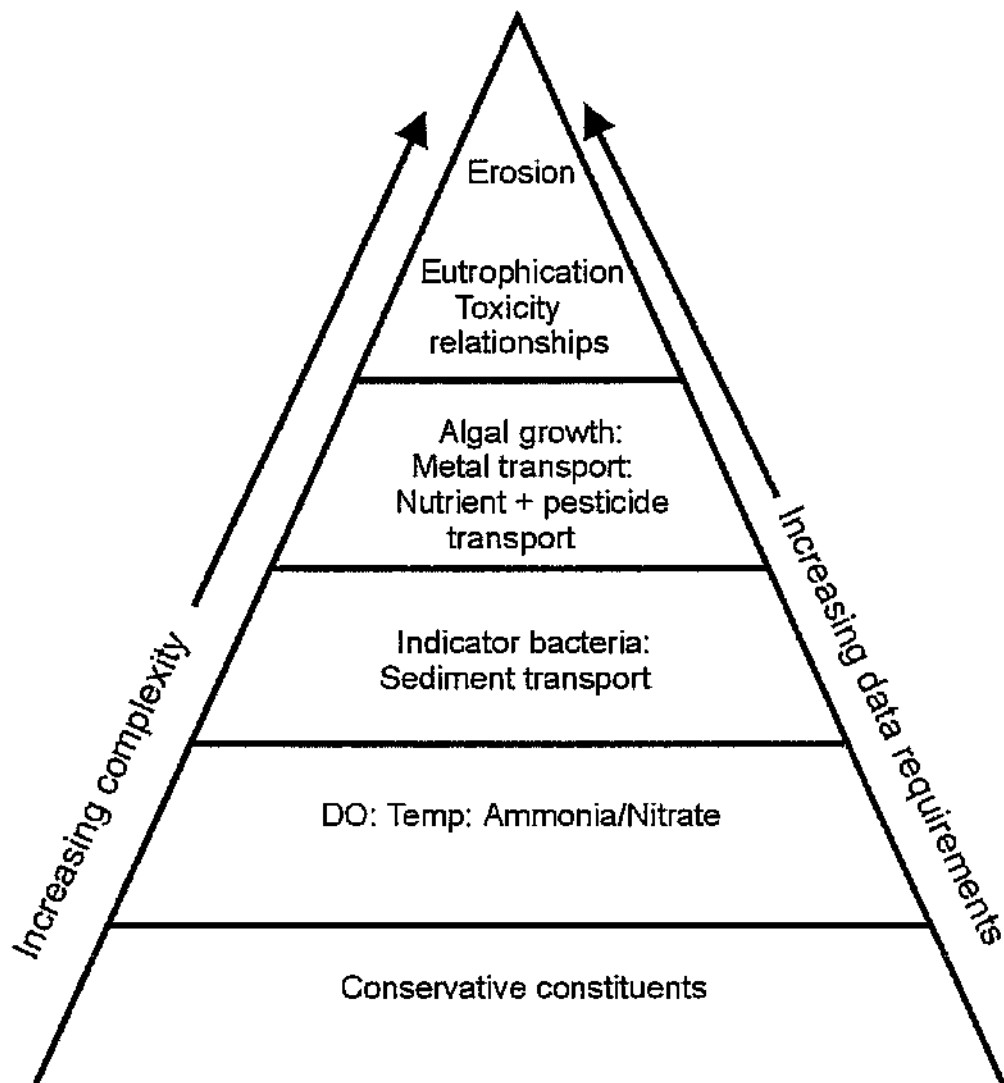 Erosion
Eutrophication
Toxicity
relationships
Algal growth:
Metal transport:
Nutrient + pesticide
transport
Indicator bacteria:
Sediment transport
DO: Temp: Ammonia/Nitrate
Conservative constituents
Increasing complexity
Increasing data requirements